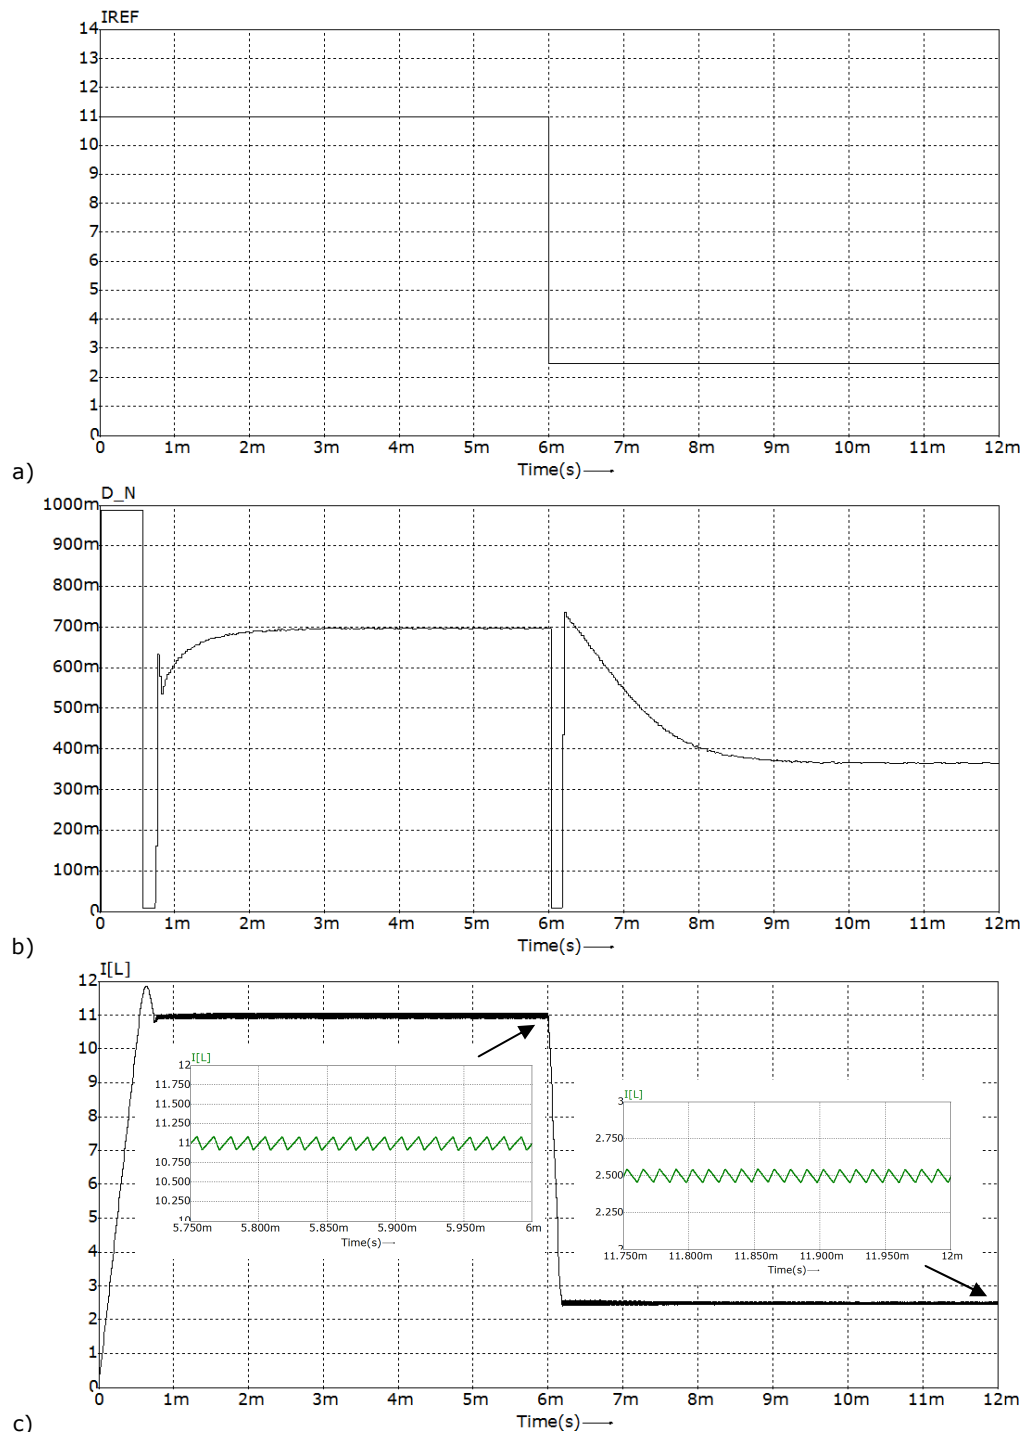 IREF
14
13
12
11
10
9
8
7
6
5
4
3
2
1
0
0 1m 2m 3m 4m 5m 6m 7m 8m 9m 10m 11m 12m
Time(s)
a)
D_N
1000m
900m
800m
700m
600m
500m
400m
300m
200m
100m
0
0 1m 2m 3m 4m 5m 6m 7m 8m 9m 10m 11m 12m
Time(s)
b)
I[L]
12
11
10
9
8
7
6
5
4
3
2
1
0
0 1m 2m 3m 4m 5m 6m 7m 8m 9m 10m 11m 12m
Time(s)
c)
I[L]
12
11.750
11.500
11.250
11
10.750
10.500
10.250
10
5.750m 5.800m 5.850m 5.900m 5.950m 6m
Time(s)
I[L]
3
2.750
2.500
2.250
2
11.750m 11.800m 11.850m 11.900m 11.950m 12m
Time(s)